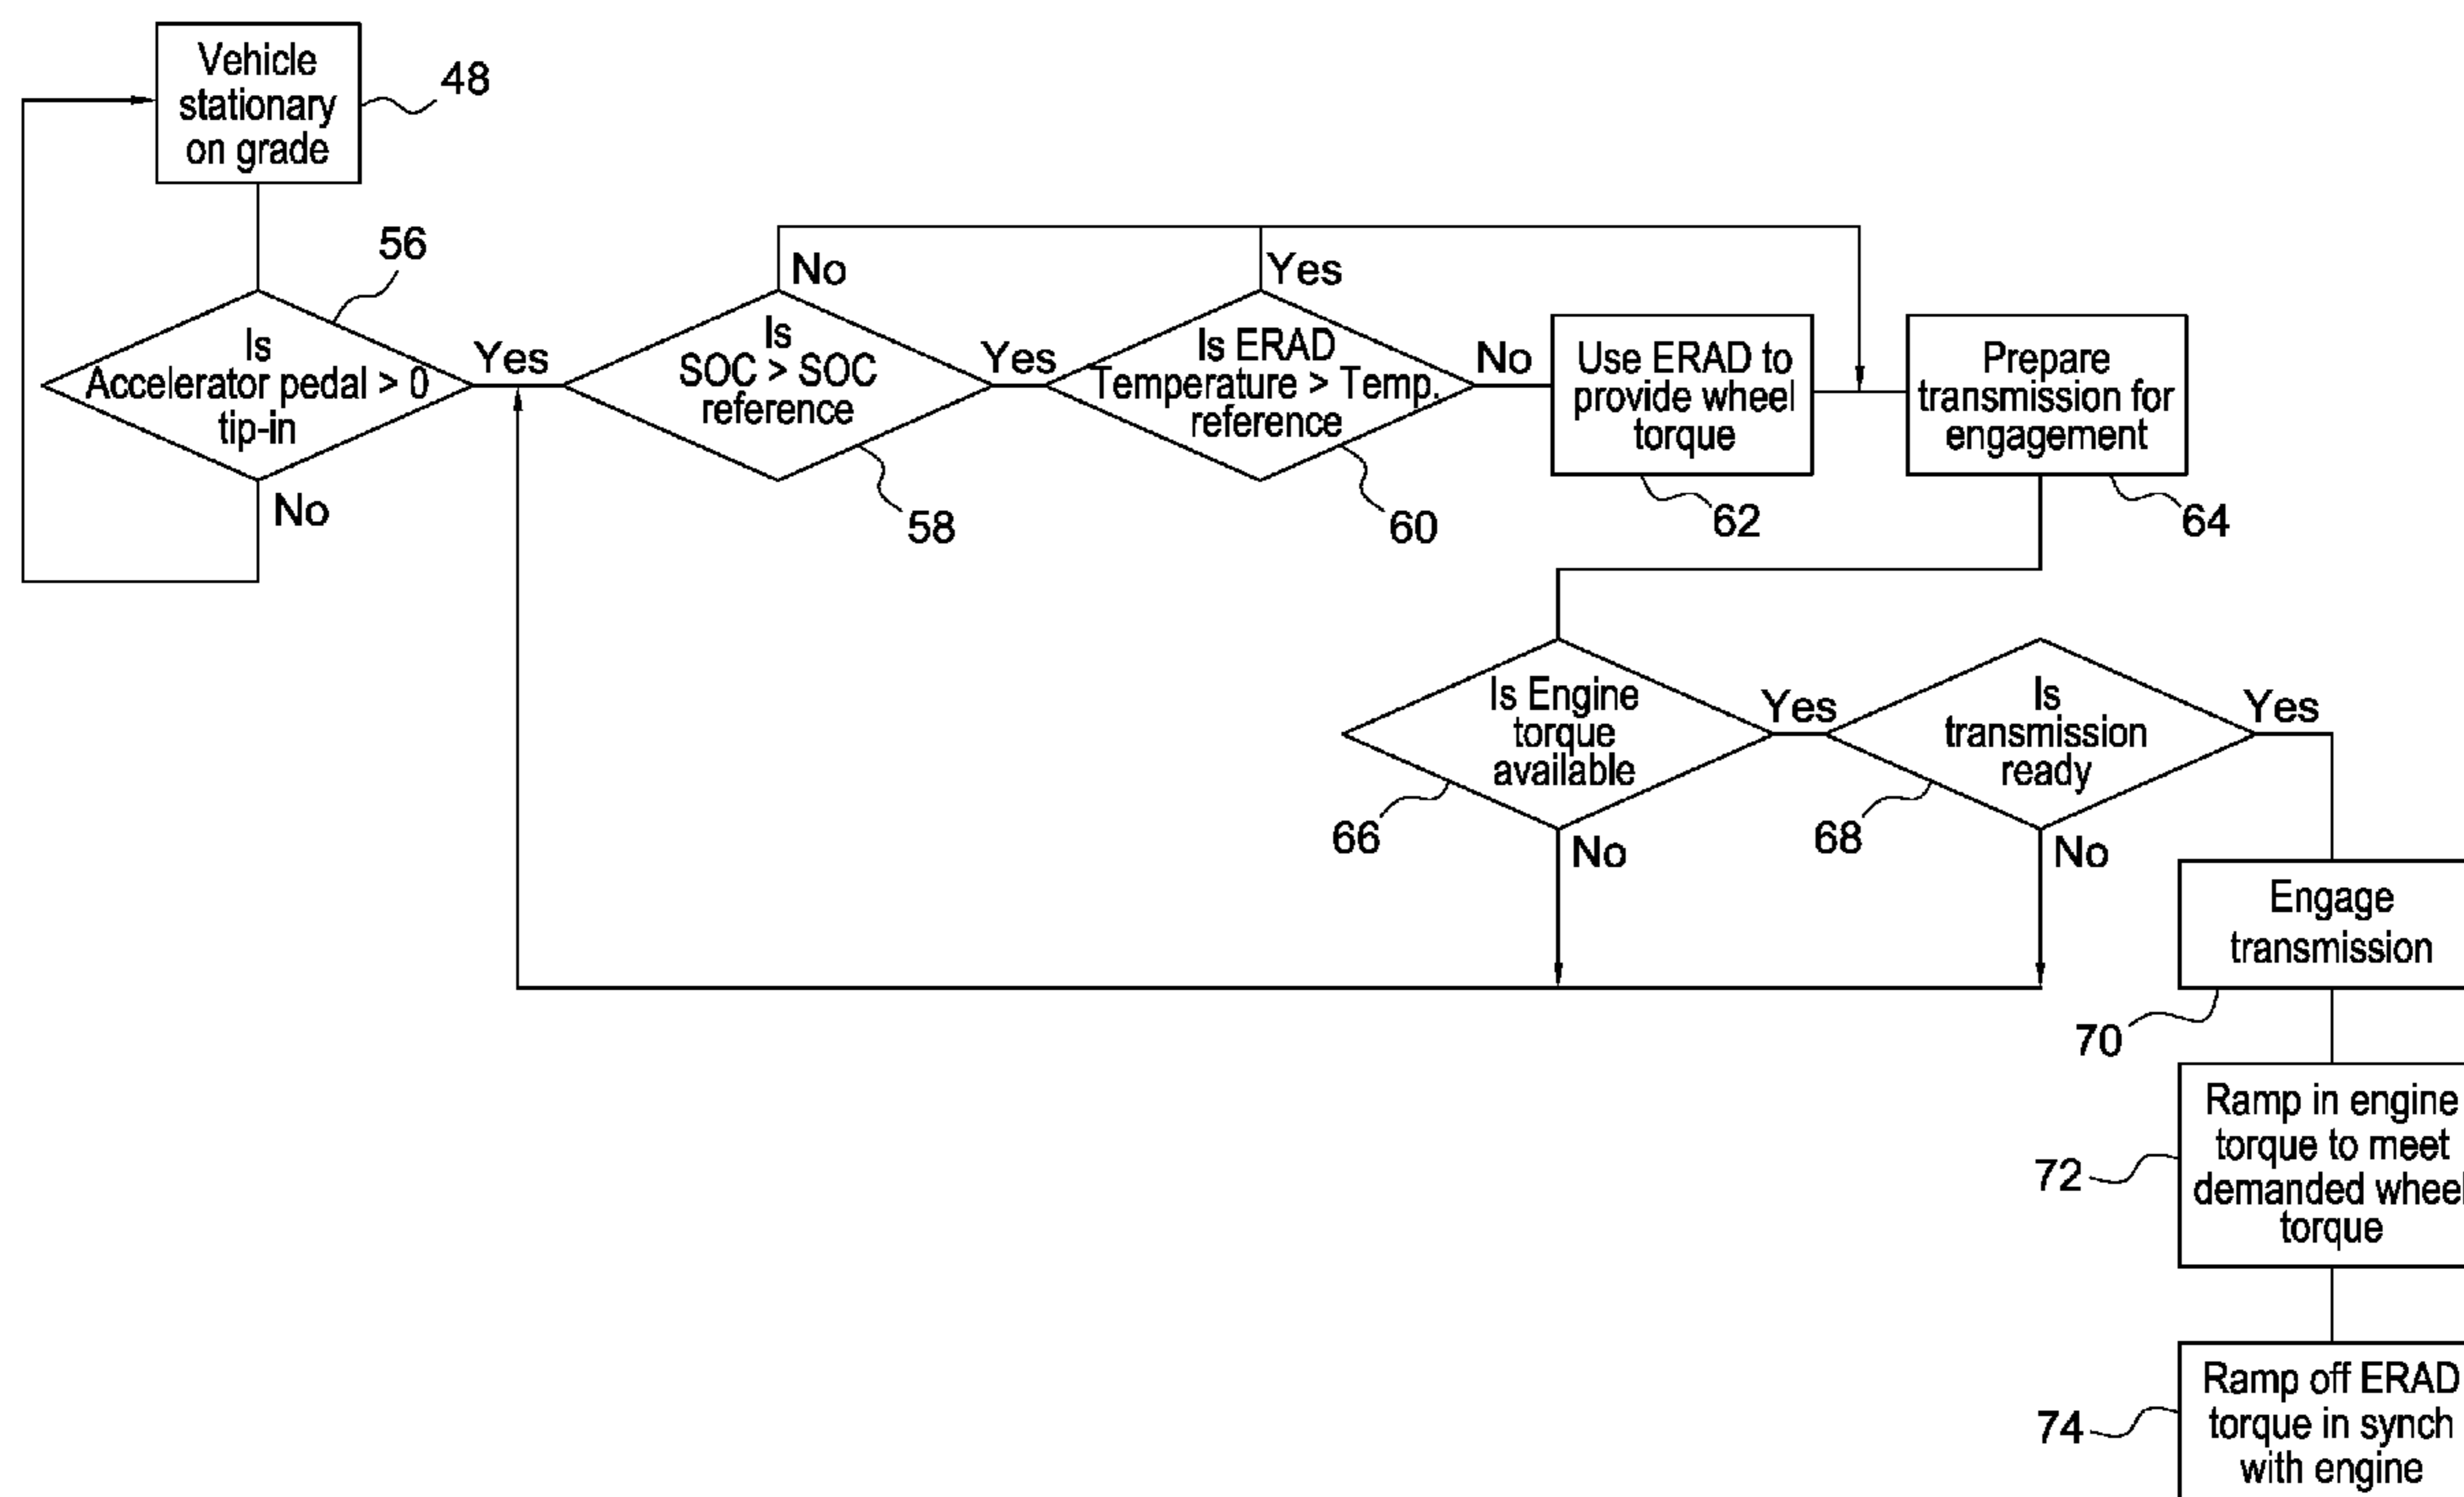 Vehicle
stationary
on grade
48
56
Is
Accelerator pedal > 0
tip-in
Yes
No
Is
SOC > SOC
reference
No
Yes
58
Is ERAD
Temperature > Temp.
reference
Yes
No
60
Use ERAD to
provide wheel
torque
62
Prepare
transmission for
engagement
64
Is Engine
torque
available
Yes
No
66
Is
transmission
ready
Yes
No
68
Engage
transmission
70
Ramp in engine
torque to meet
demanded wheel
torque
72
Ramp off ERAD
torque in synch
with engine
74